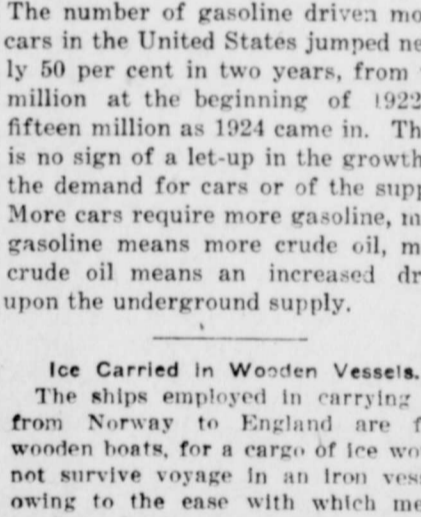 The number of gasoline driven mo
cars in the United States jumped ne
ly 50 per cent in two years, from
million at the beginning of 1922
fifteen million as 1924 came in. Th
is no sign of a let-up in the growth
the demand for cars or of the supp
More cars require more gasoline, m
gasoline means more crude oil, m
crude oil means an increased dr
upon the underground supply.
Ice Carried In Wooden Vessels.
The ships employed in carrying
from Norway to England are f
wooden boats, for a cargo of ice wo
not survive voyage in an iron vess
owing to the ease with which me